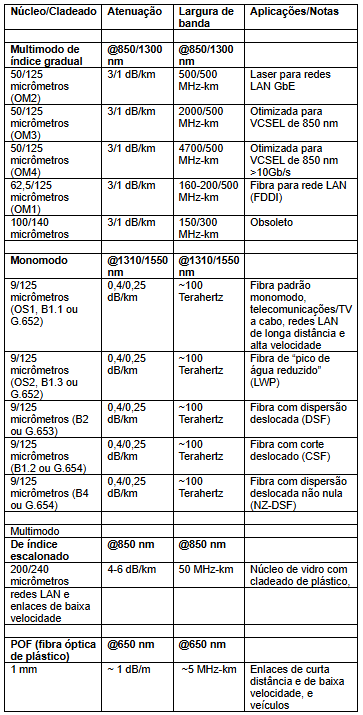 Núcleo/Cladeado Atenuação Largura de Aplicações/Notas
banda
Multimodo de @850/1300 @850/1300
índice gradual nm nm
50/125 3/1 dB/km 500/500 Laser para redes
micrômetros MHz-km LAN GbE
(OM2)
50/125 3/1 dB/km 2000/500 Otimizada para
micrômetros MHz-km VCSEL de 850 nm
(OM3)
50/125 3/1 dB/km 4700/500 Otimizada para
micrômetros MHz-km VCSEL de 850 nm
(OM4) >10Gb/s
62,5/125 3/1 dB/km 160-200/500 Fibra para rede LAN
micrômetros MHz-km (FDDI)
(OM1)
100/140 3/1 dB/km 150/300 Obsoleto
micrômetros MHz-km
Monomodo @1310/1550 @1310/1550
nm nm
9/125 0,4/0,25 ~100 Fibra padrão
micrômetros dB/km Terahertz monomodo,
(OS1, B1.1 ou telecomunicações/TV
G.652) a cabo, redes LAN
de longa distância e
alta velocidade
9/125 0,4/0,25 ~100 Fibra de “pico de
micrômetros dB/km Terahertz água reduzido”
(OS2, B1.3 ou (LWP)
G.652)
9/125 0,4/0,25 ~100 Fibra com dispersão
micrômetros (B2 dB/km Terahertz deslocada (DSF)
ou G.653)
9/125 0,4/0,25 ~100 Fibra com corte
micrômetros dB/km Terahertz deslocado (CSF)
(B1.2 ou G.654)
9/125 0,4/0,25 ~100 Fibra com dispersão
micrômetros (B4 dB/km Terahertz deslocada não nula
ou G.654) (NZ-DSF)
Multimodo
De índice @850 nm @850 nm
escalonado
200/240 4-6 dB/km 50 MHz-km Núcleo de vidro com
micrômetros cladeado de plástico,
redes LAN e
enlaces de baixa
velocidade
POF (fibra óptica @650 nm @650 nm
de plástico)
1 mm ~ 1 dB/m ~5 MHz-km Enlaces de curta
distância e de baixa
velocidade, e
veículos